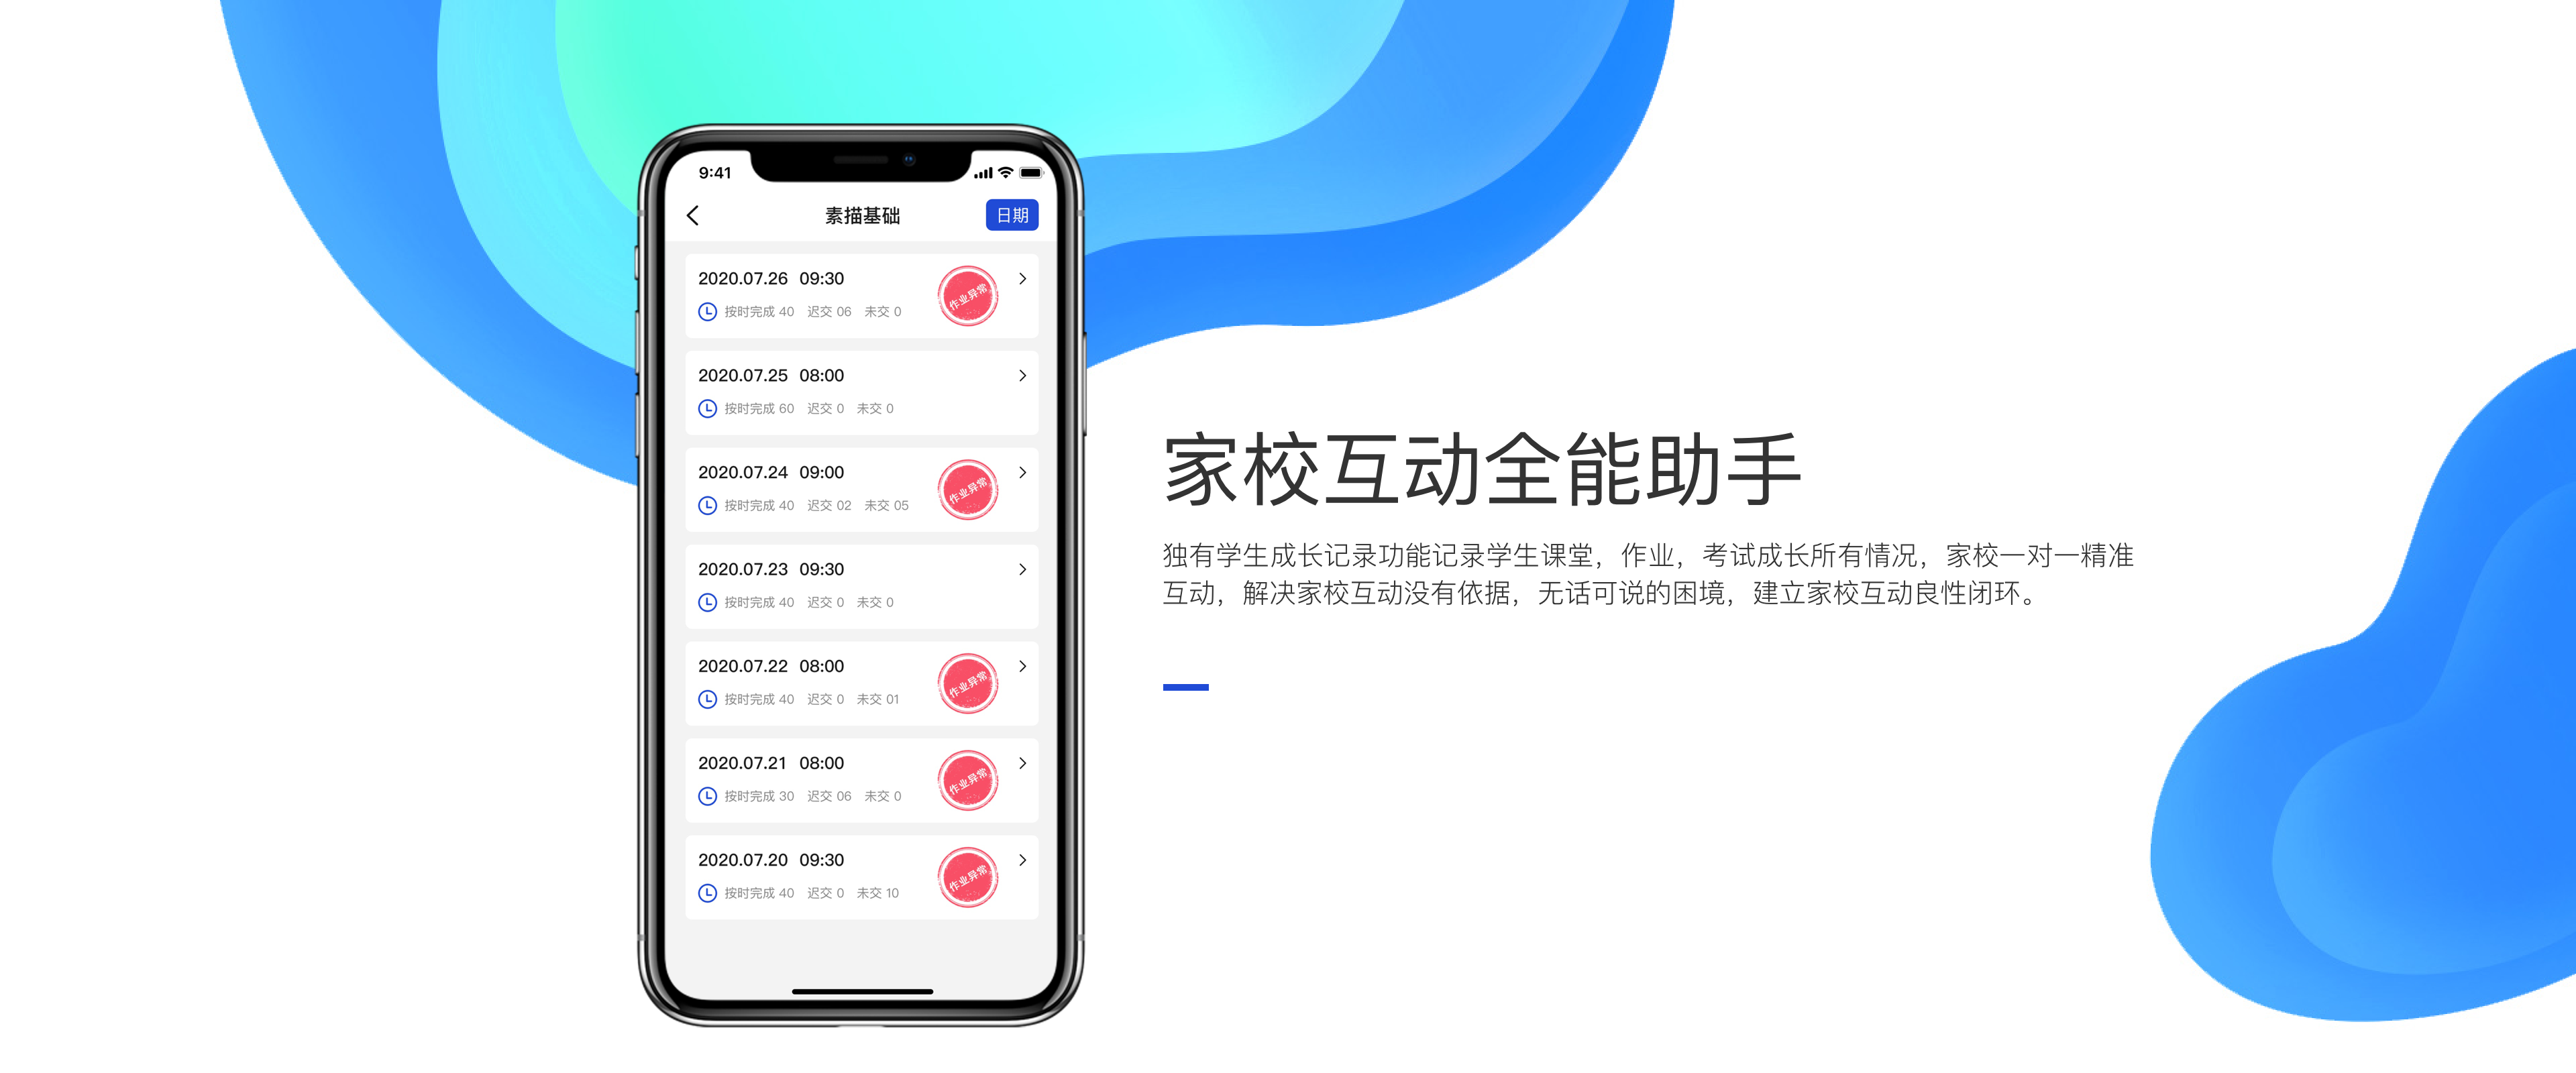 9:41
素描基础
日期
2020.07.26 09:30
按时完成 40 迟交 06 未交 0
作业异常
2020.07.25 08:00
按时完成 60 迟交 0 未交 0
2020.07.24 09:00
按时完成 40 迟交 02 未交 05
作业异常
2020.07.23 09:30
按时完成 40 迟交 0 未交 0
2020.07.22 08:00
按时完成 40 迟交 0 未交 01
作业异常
2020.07.21 08:00
按时完成 30 迟交 06 未交 0
作业异常
2020.07.20 09:30
按时完成 40 迟交 0 未交 10
作业异常
家校互动全能助手
独有学生成长记录功能记录学生课堂，作业，考试成长所有情况，家校一对一精准
互动，解决家校互动没有依据，无话可说的困境，建立家校互动良性闭环。